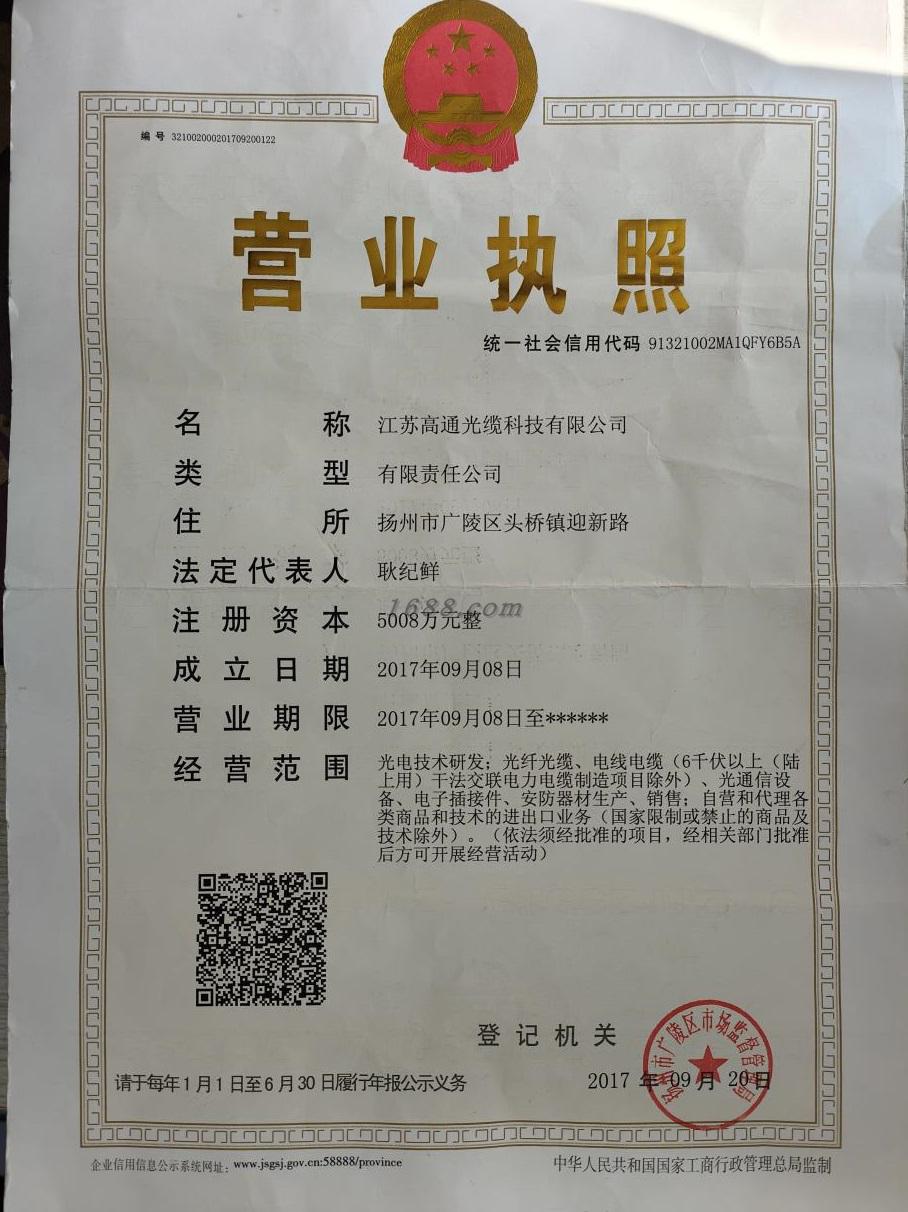 编号 321002000201709200122
营业执照
统一社会信用代码 91321002MA1QFY6B5A
名称 江苏高通光缆科技有限公司
类型 有限责任公司
住所 扬州市广陵区头桥镇迎新路
法定代表人 耿纪鲜
1688.com
注册资本 5008万元整
成立日期 2017年09月08日
营业期限 2017年09月08日至******
经营范围 光电技术研发；光纤光缆、电线电缆（6千伏以上（陆
上用）干法交联电力电缆制造项目除外）、光通信设
备、电子插接件、安防器材生产、销售；自营和代理各
类商品和技术的进出口业务（国家限制或禁止的商品及
技术除外）。（依法须经批准的项目，经相关部门批准
后方可开展经营活动）
登记机关
扬州市广陵区市场监督管理局
2017年09月20日
请于每年1月1日至6月30日履行年报公示义务
企业信用信息公示系统网址：www.jsgsj.gov.cn:58888/province
中华人民共和国国家工商行政管理总局监制